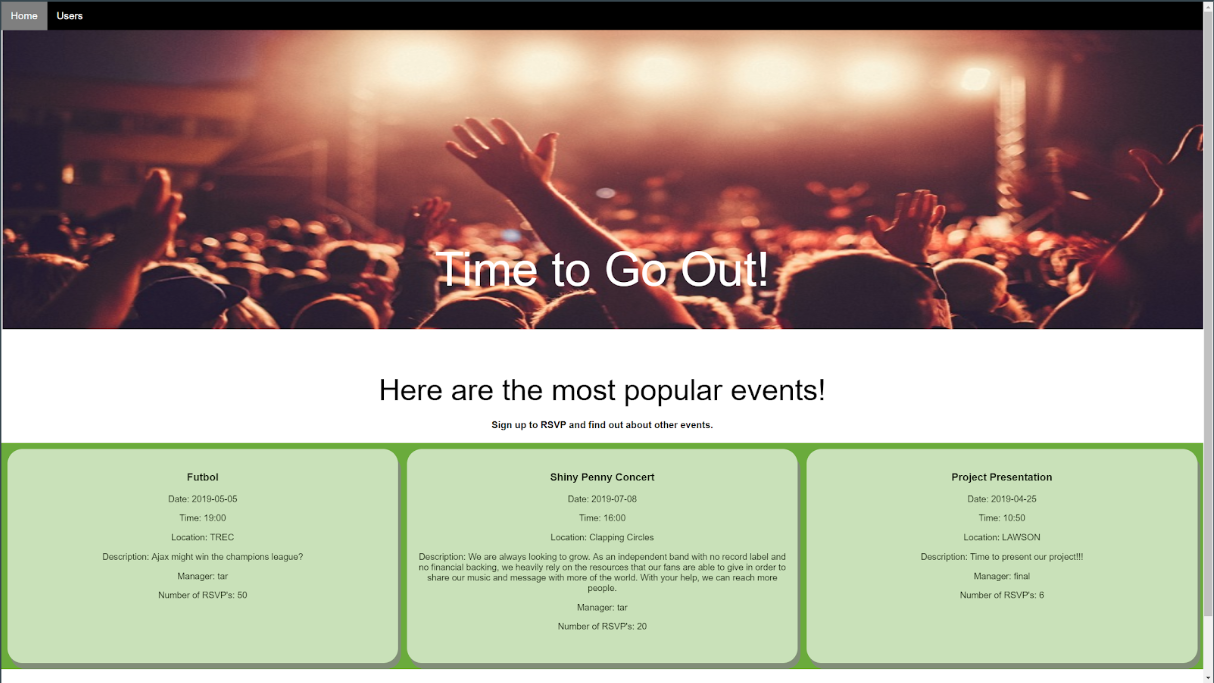 Home Users
Time to Go Out!
Here are the most popular events!
Sign up to RSVP and find out about other events.
Futbol
Date: 2019-05-05
Time: 19:00
Location: TREC
Description: Ajax might win the champions league?
Manager: tar
Number of RSVP's: 50
Shiny Penny Concert
Date: 2019-07-08
Time: 16:00
Location: Clapping Circles
Description: We are always looking to grow. As an independent band with no record label and
no financial backing, we heavily rely on the resources that our fans are able to give in order to
share our music and message with more of the world. With your help, we can reach more
people.
Manager: tar
Number of RSVP's: 20
Project Presentation
Date: 2019-04-25
Time: 10:50
Location: LAWSON
Description: Time to present our project!!!
Manager: final
Number of RSVP's: 6